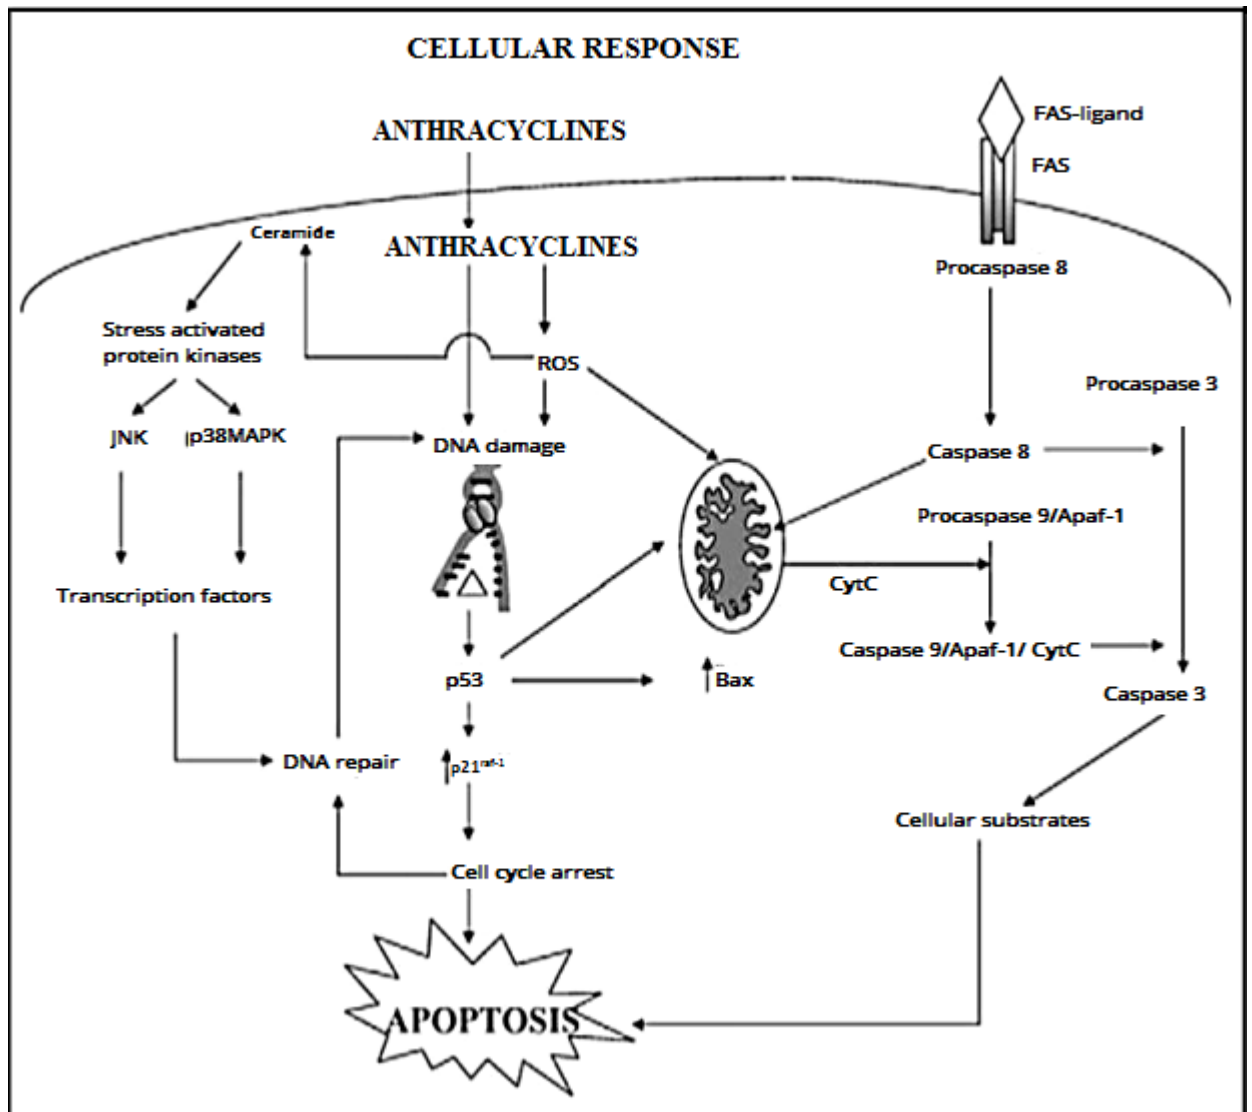 CELLULAR RESPONSE
FAS-ligand
ANTHRACYCLINES
FAS
Ceramide
ANTHRACYCLINES
Procaspase 8
Stress activated
protein kinases
ROS
Procaspase 3
JNK
p38MAPK
DNA damage
Caspase 8
Procaspase 9/Apaf-1
CytC
Transcription factors
Caspase 9/Apaf-1/ CytC
p53
Bax
Caspase 3
DNA repair
p21raf-1
Cellular substrates
Cell cycle arrest
APOPTOSIS